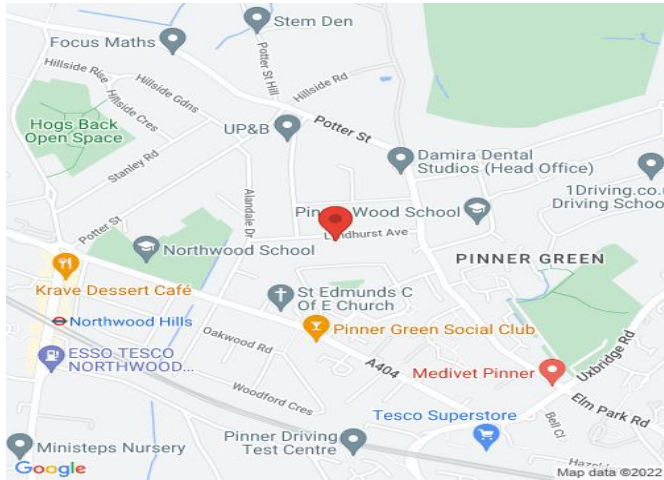 Stem Den
Focus Maths
Potter St Hill
Hillside Rise
Hillside Gdns
Hillside Cres
Hillside Rd
Hogs Back
Open Space
UP&B
Potter St
Damira Dental
Studios (Head Office)
Stanley Rd
1Driving.co.u
Driving Schoo
Alandale Dr
Pinner Wood School
Lyndhurst Ave
Potter St
Northwood School
PINNER GREEN
Krave Dessert Café
St Edmunds C
Of E Church
Northwood Hills
Oakwood Rd
Pinner Green Social Club
Uxbridge Rd
ESSO TESCO
NORTHWOOD...
A404
Medivet Pinner
Woodford Cres
Elm Park Rd
Tesco Superstore
Bell Cl
Ministeps Nursery
Pinner Driving
Test Centre
Google
Map data ©2022